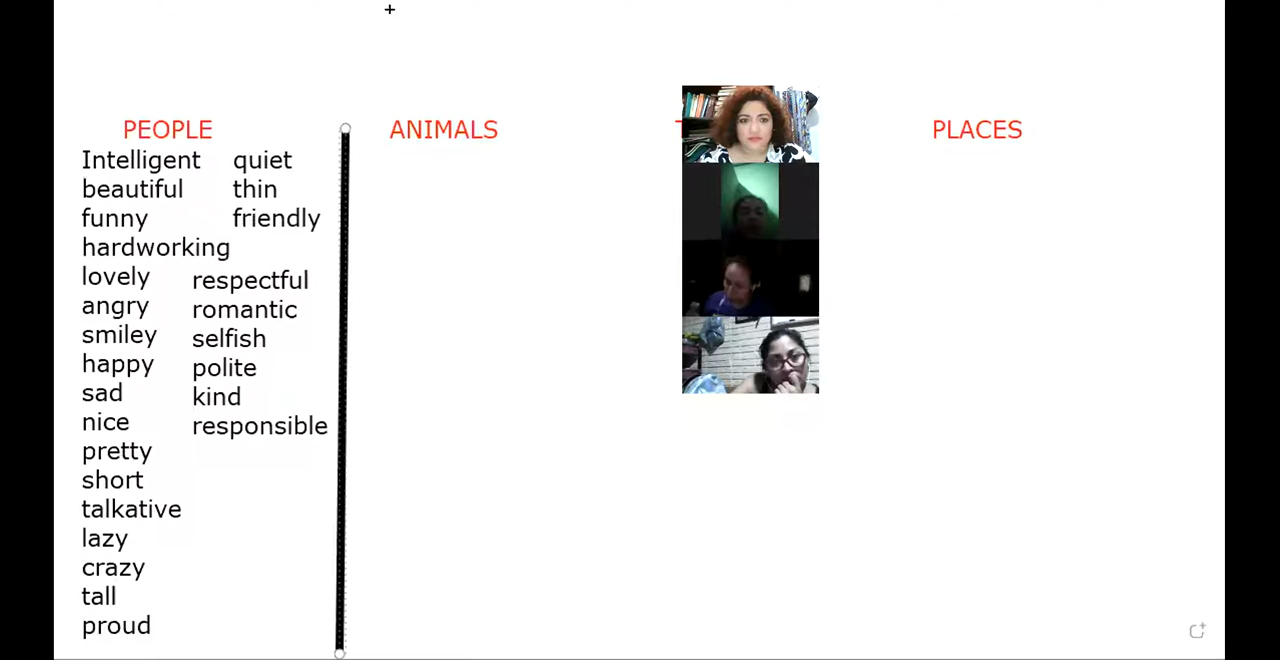 PEOPLE
Intelligent
beautiful
funny
hardworking
lovely
angry
smiley
happy
sad
nice
pretty
short
talkative
lazy
crazy
tall
proud
quiet
thin
friendly
respectful
romantic
selfish
polite
kind
responsible
ANIMALS
PLACES